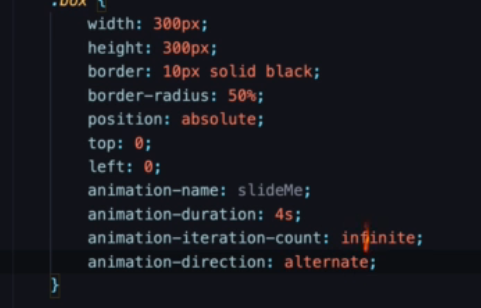 .box {
width: 300px;
height: 300px;
border: 10px solid black;
border-radius: 50%;
position: absolute;
top: 0;
left: 0;
animation-name: slideMe;
animation-duration: 4s;
animation-iteration-count: infinite;
animation-direction: alternate;
}